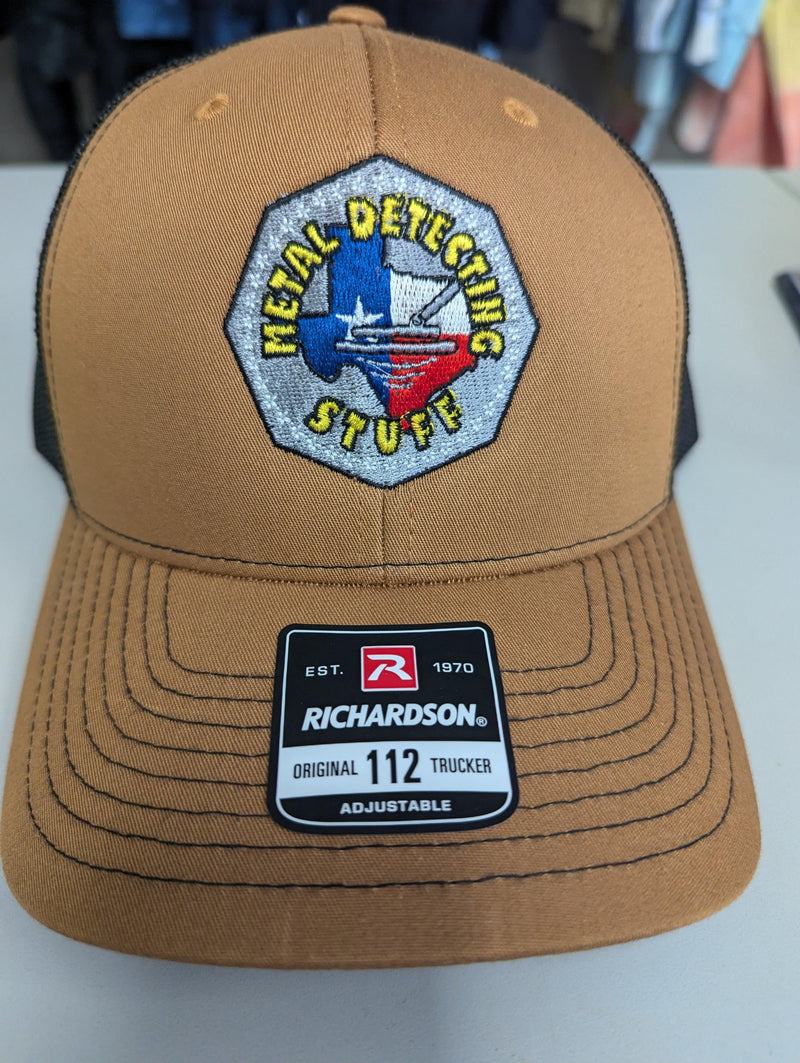 METAL DETECTING
STUFF
EST. R 1970
RICHARDSON®
ORIGINAL 112 TRUCKER
ADJUSTABLE